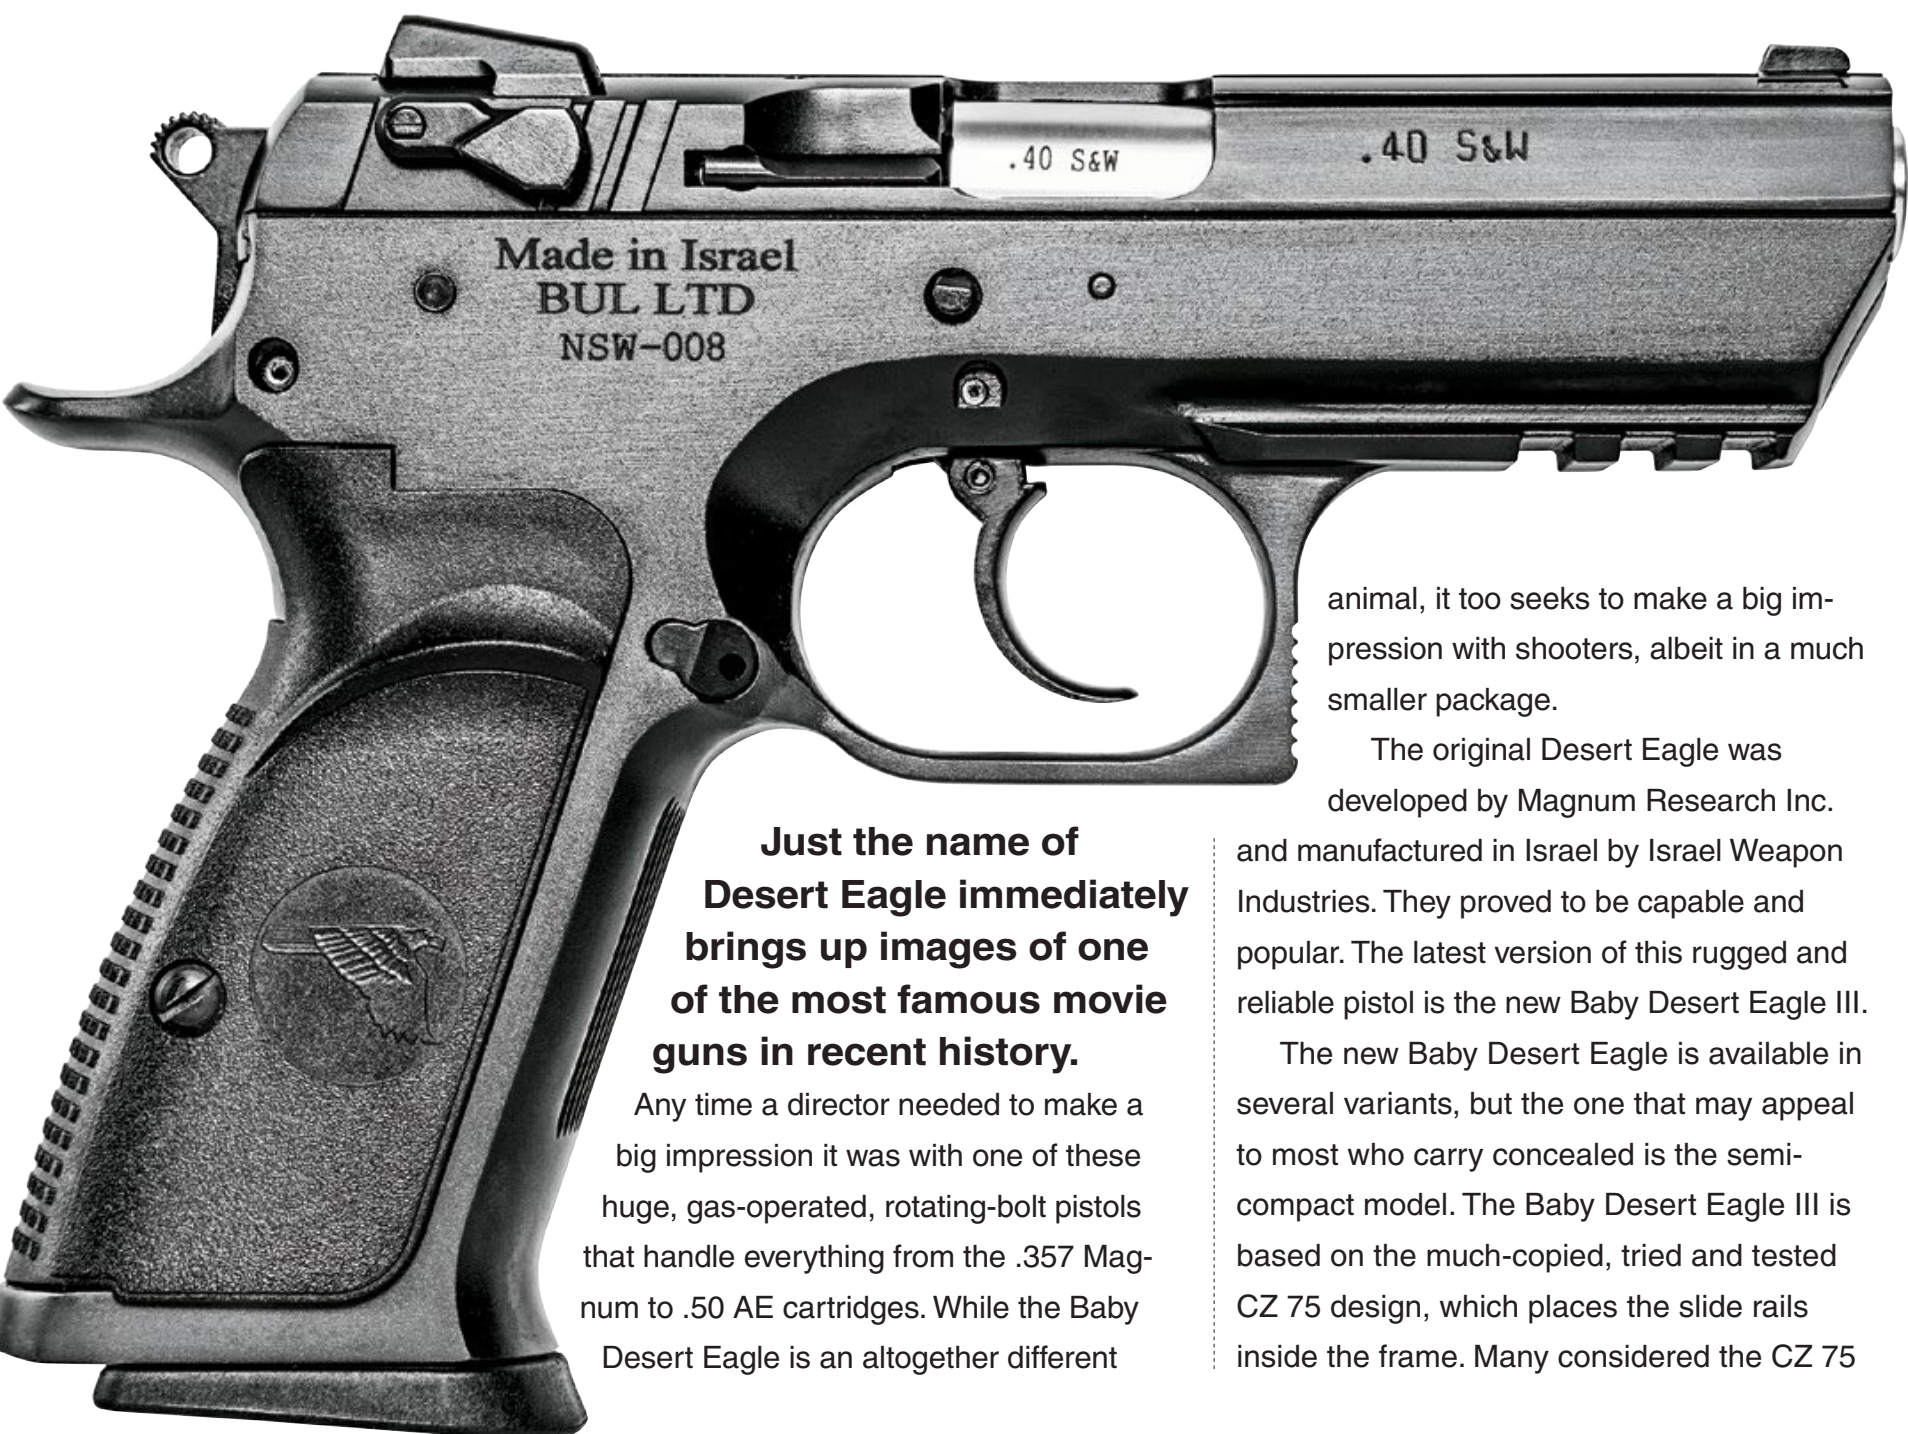 .40 S&W
.40 S&W
Made in Israel
BUL LTD
NSW-008
Just the name of
Desert Eagle immediately
brings up images of one
of the most famous movie
guns in recent history.
Any time a director needed to make a
big impression it was with one of these
huge, gas-operated, rotating-bolt pistols
that handle everything from the .357 Mag-
num to .50 AE cartridges. While the Baby
Desert Eagle is an altogether different
animal, it too seeks to make a big im-
pression with shooters, albeit in a much
smaller package.
The original Desert Eagle was
developed by Magnum Research Inc.
and manufactured in Israel by Israel Weapon
Industries. They proved to be capable and
popular. The latest version of this rugged and
reliable pistol is the new Baby Desert Eagle III.
The new Baby Desert Eagle is available in
several variants, but the one that may appeal
to most who carry concealed is the semi-
compact model. The Baby Desert Eagle III is
based on the much-copied, tried and tested
CZ 75 design, which places the slide rails
inside the frame. Many considered the CZ 75